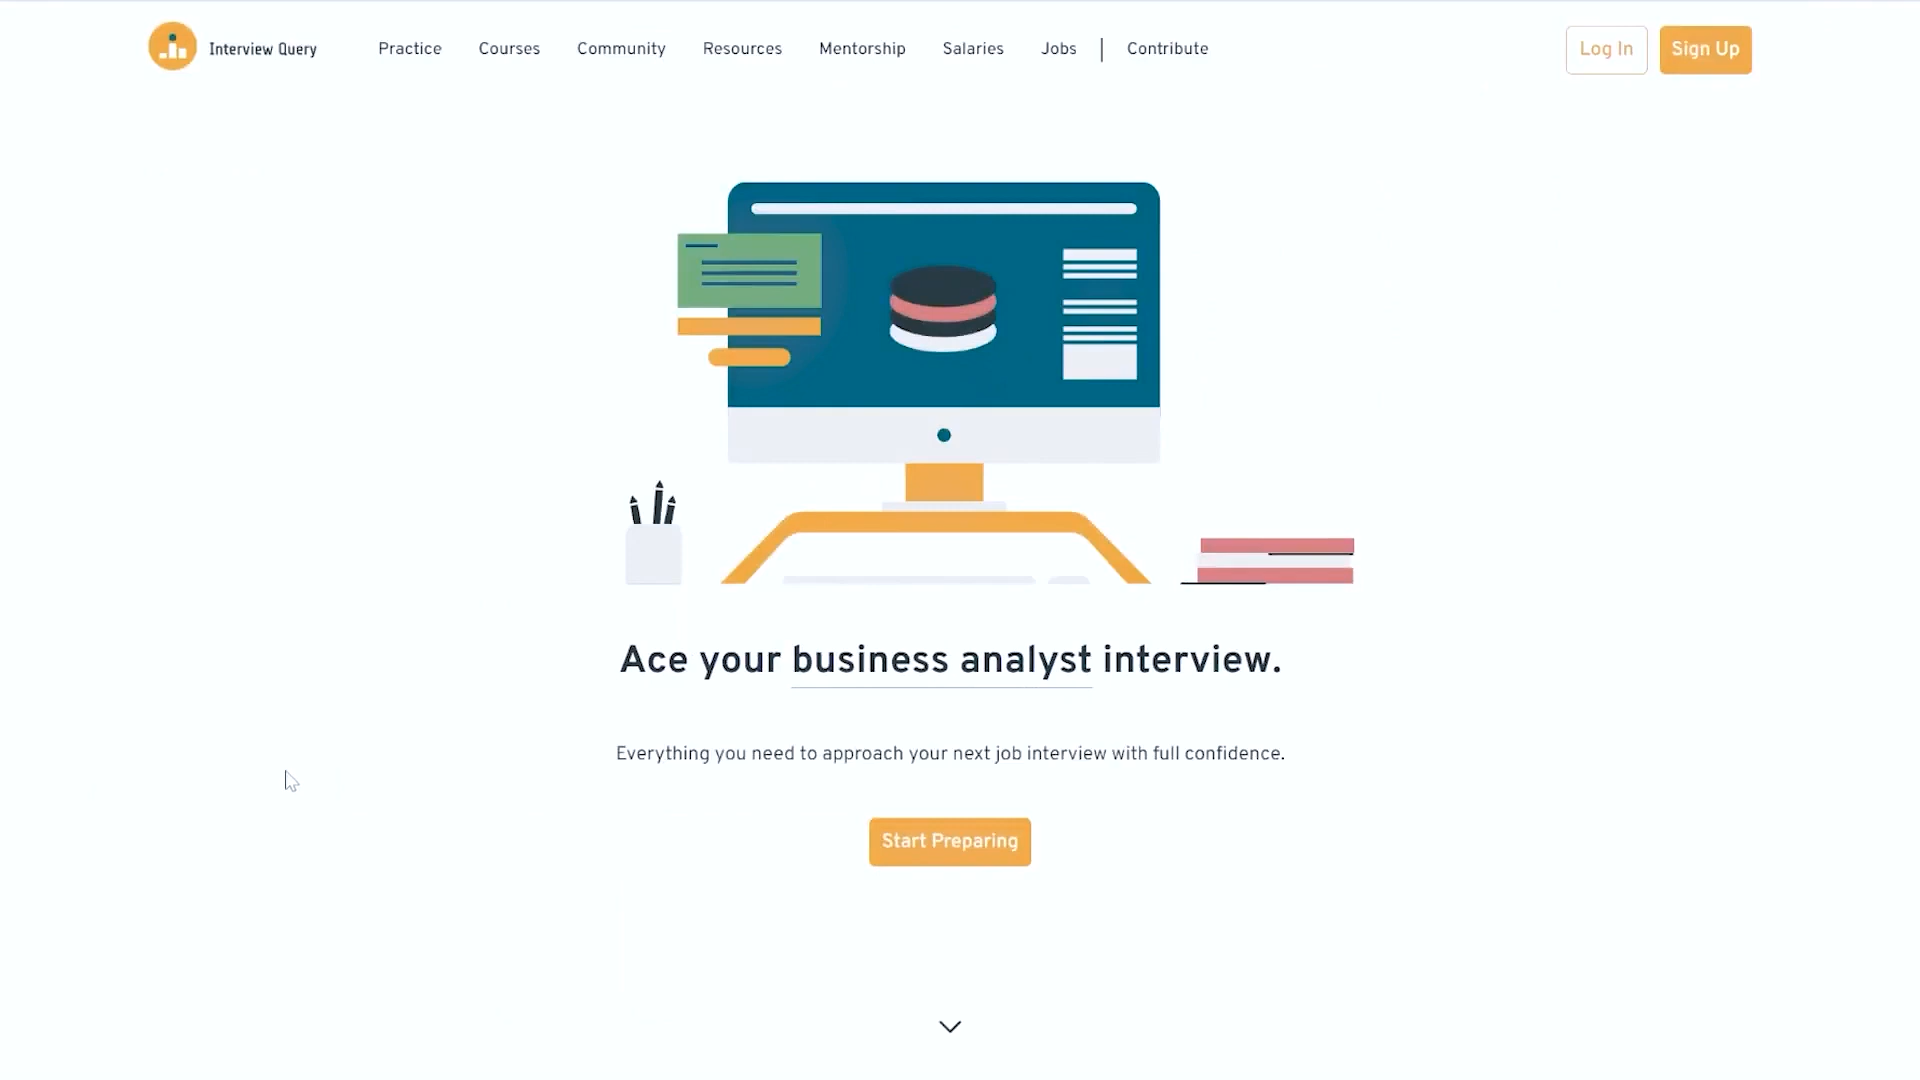 Interview Query
Practice
Courses
Community
Resources
Mentorship
Salaries
Jobs
Contribute
Log In
Sign Up
Ace your business analyst interview.
Everything you need to approach your next job interview with full confidence.
Start Preparing